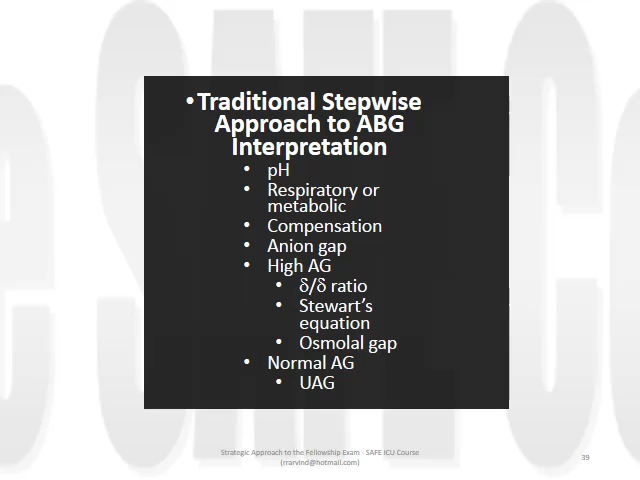 • Traditional Stepwise
Approach to ABG
Interpretation
• pH
• Respiratory or
metabolic
• Compensation
• Anion gap
• High AG
• δ/δ ratio
• Stewart's
equation
• Osmolal gap
• Normal AG
• UAG
Strategic Approach to the Fellowship Exam - SAFE ICU Course
(rrarvind@hotmail.com)
39